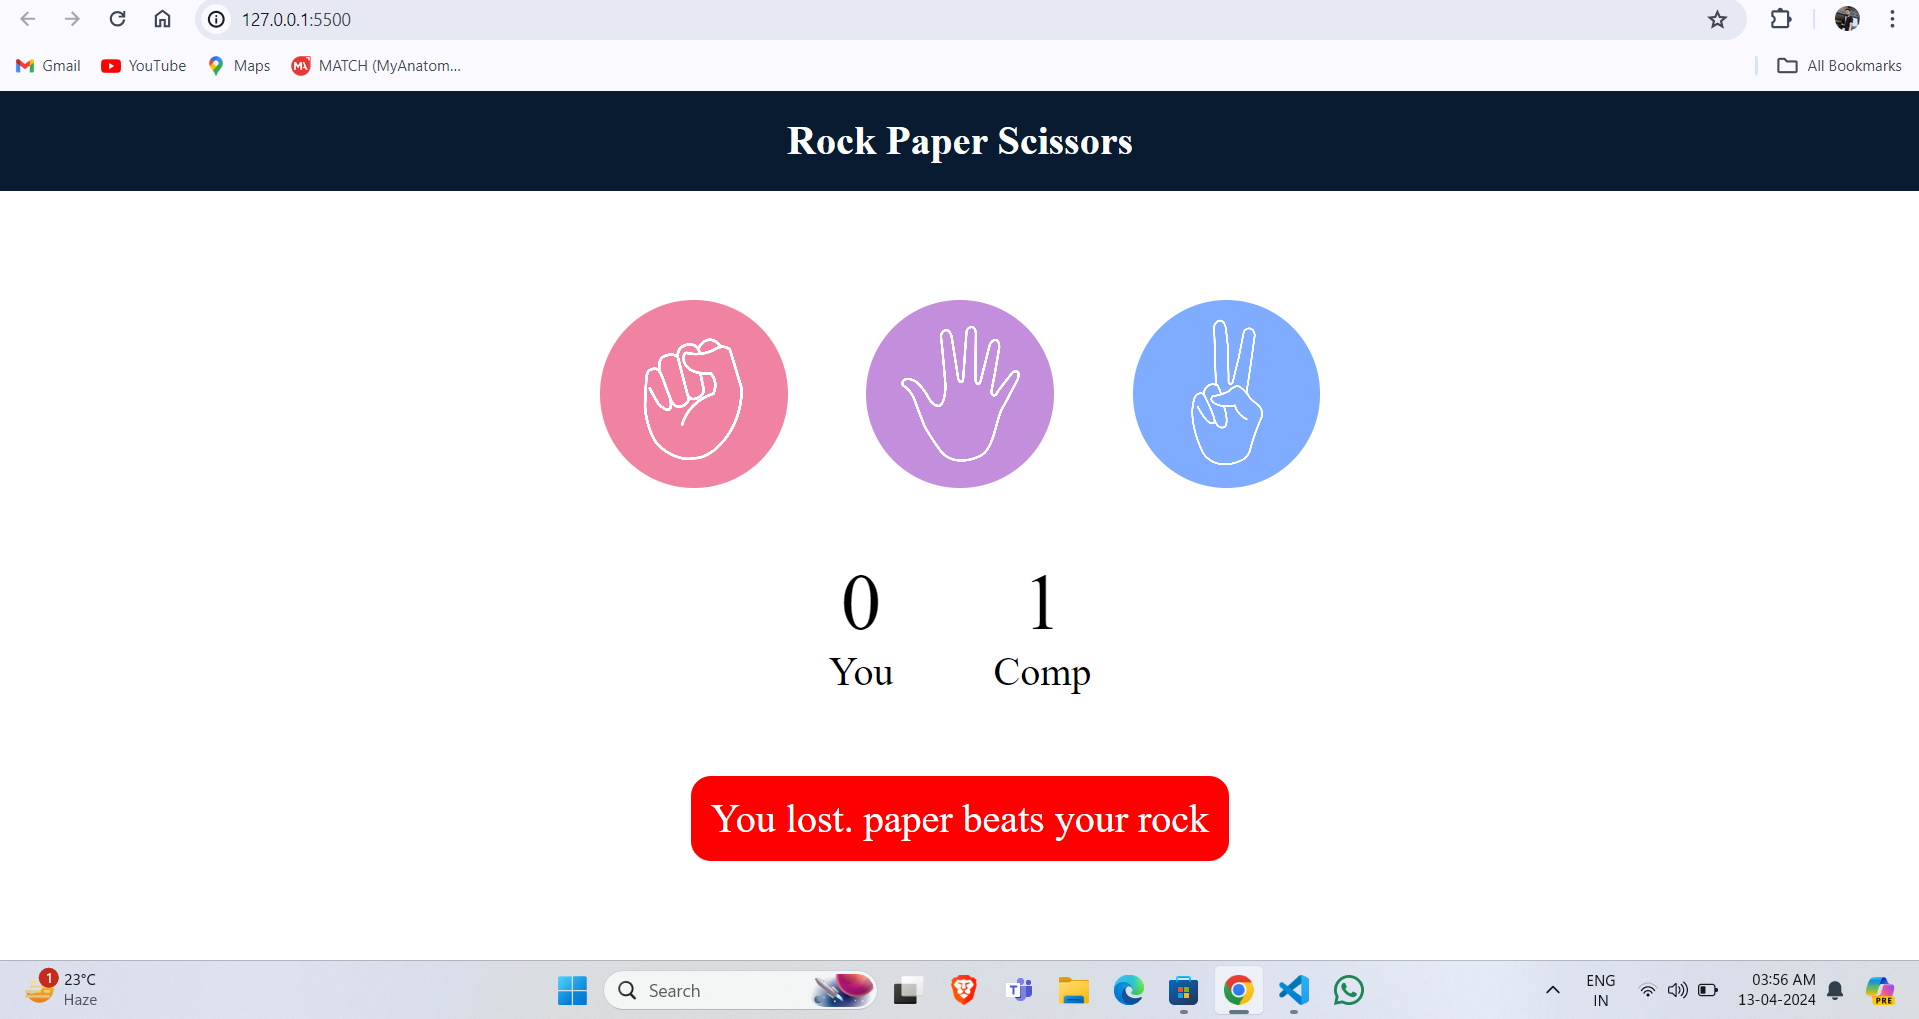 127.0.0.1:5500
Gmail YouTube Maps MA MATCH (MyAnatom... All Bookmarks
Rock Paper Scissors
0 1
You Comp
You lost. paper beats your rock
1 23°C
Haze
Search
T
PRE
ENG
IN
03:56 AM
13-04-2024